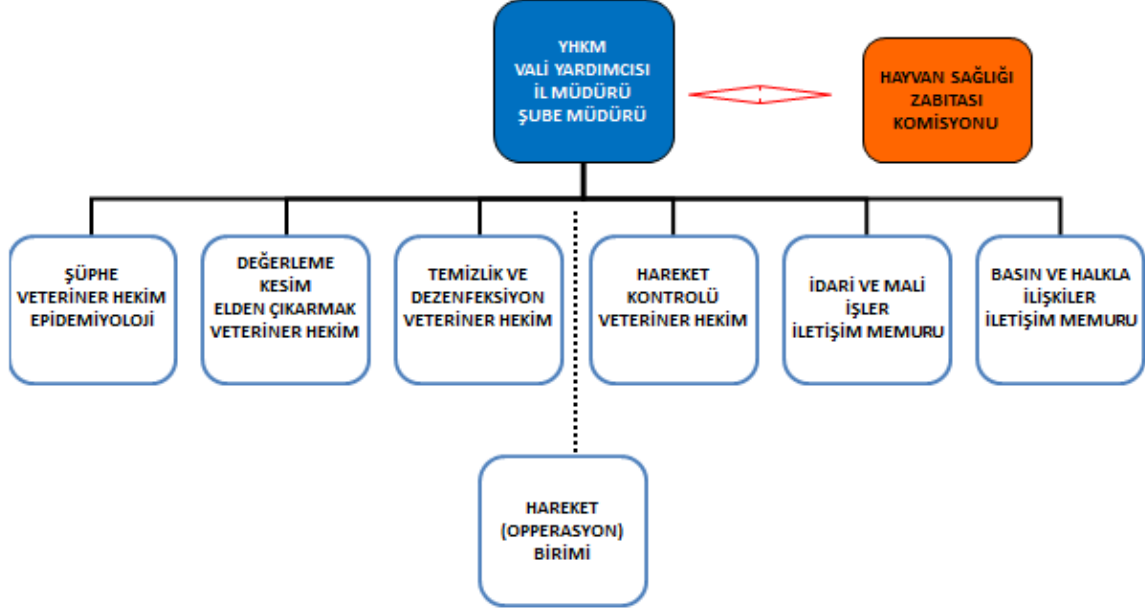 YHKM
VALİ YARDIMCISI
İL MÜDÜRÜ
ŞUBE MÜDÜRÜ
HAYVAN SAĞLIĞI
ZABITASI
KOMİSYONU
ŞÜPHE
VETERİNER HEKİM
EPİDEMİYOLOJİ
DEĞERLEME
KESİM
ELDEN ÇIKARMAK
VETERİNER HEKİM
TEMİZLİK VE
DEZENFEKSİYON
VETERİNER HEKİM
HAREKET
KONTROLÜ
VETERİNER HEKİM
İDARİ VE MALİ
İŞLER
İLETİŞİM MEMURU
BASIN VE HALKLA
İLİŞKİLER
İLETİŞİM MEMURU
HAREKET
(OPPERASYON)
BİRİMİ